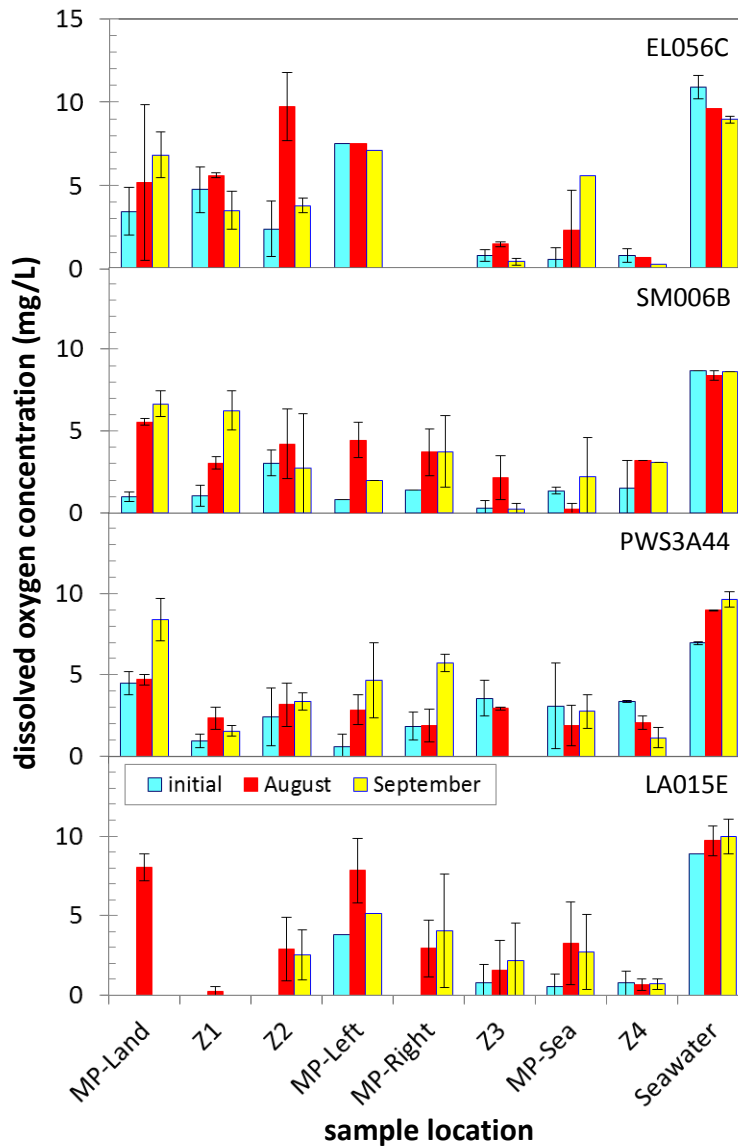 dissolved oxygen concentration (mg/L)
15
EL056C
10
5
0
SM006B
10
5
0
PWS3A44
10
5
0
initial August September
LA015E
10
5
0
MP-Land Z1 Z2 MP-Left MP-Right Z3 MP-Sea Z4 Seawater
sample location